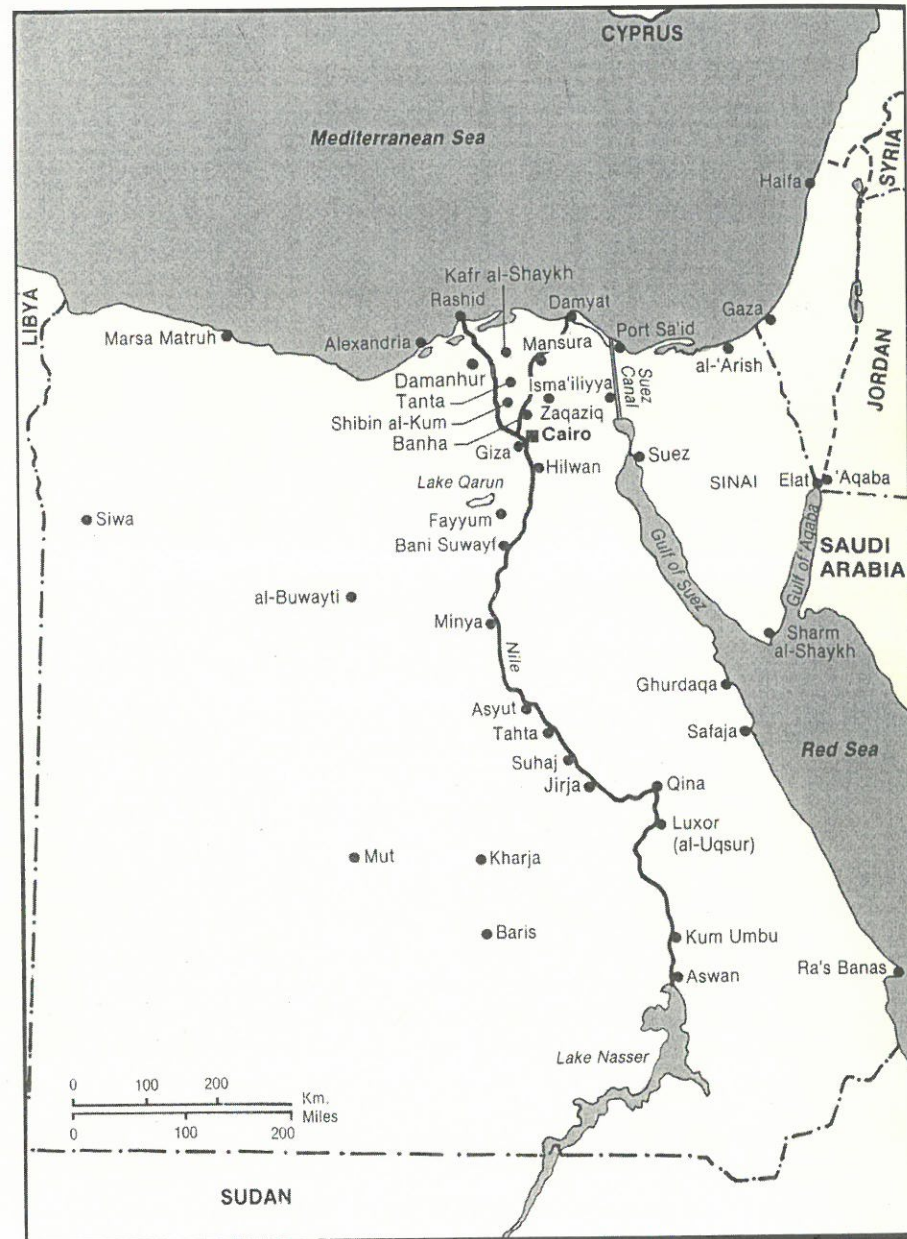 CYPRUS
Mediterranean Sea
SYRIA
Haifa
Kafr al-Shaykh
Rashid
Damyat
LIBYA
Marsa Matruh
Alexandria
Mansura
Port Sa'id
Gaza
al-'Arish
JORDAN
Damanhur
Isma'iliyya
Suez
Canal
Tanta
Shibin al-Kum
Zaqaziq
Banha
Cairo
Giza
Hilwan
Suez
SINAI
Elat
'Aqaba
Lake Qarun
Siwa
Fayyum
Bani Suwayf
Gulf of Suez
Gulf of 'Aqaba
SAUDI
ARABIA
al-Buwayti
Minya
Nile
Sharm
al-Shaykh
Ghurdaqa
Asyut
Tahta
Safaja
Red Sea
Suhaj
Jirja
Qina
Luxor
(al-Uqsur)
Mut
Kharja
Baris
Kum Umbu
Aswan
Ra's Banas
Lake Nasser
0 100 200
Km.
Miles
0 100 200
SUDAN